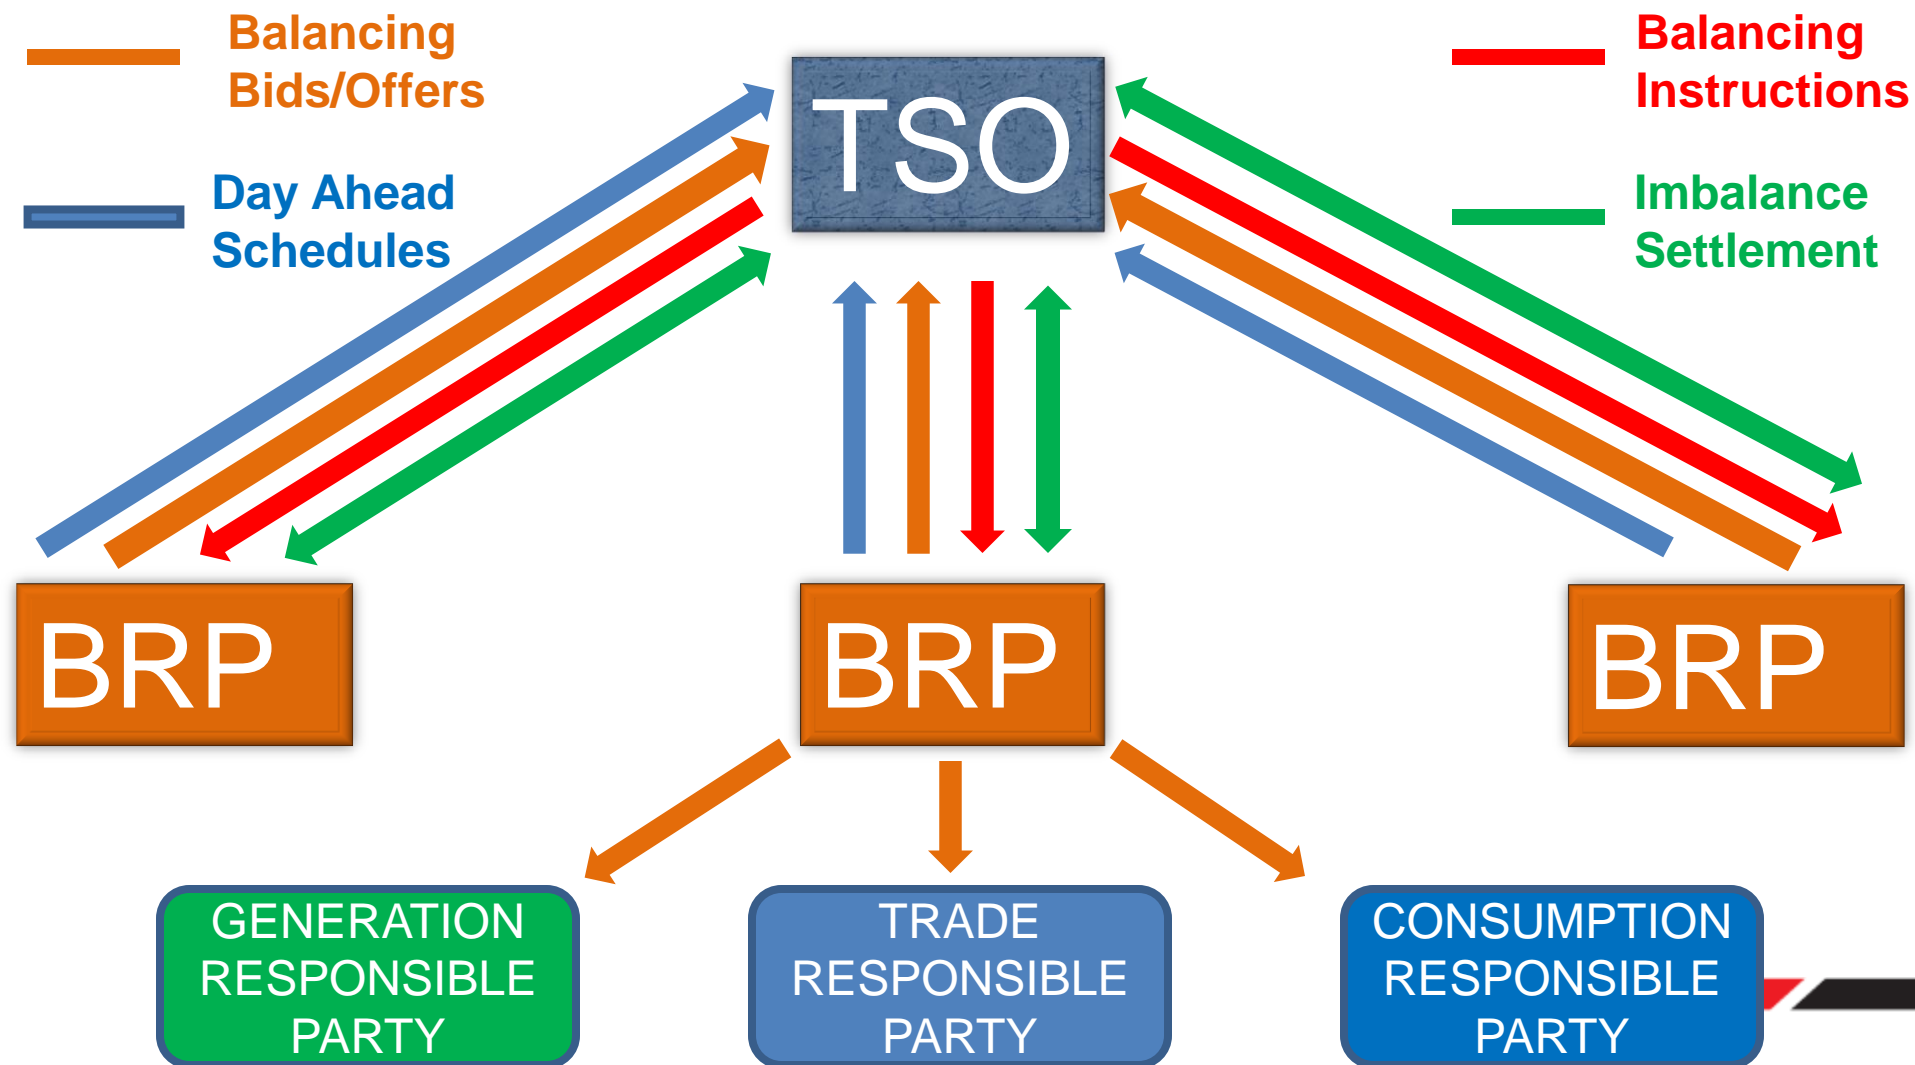 Balancing
Bids/Offers
Day Ahead
Schedules
TSO
Balancing
Instructions
Imbalance
Settlement
BRP
BRP
BRP
GENERATION
RESPONSIBLE
PARTY
TRADE
RESPONSIBLE
PARTY
CONSUMPTION
RESPONSIBLE
PARTY